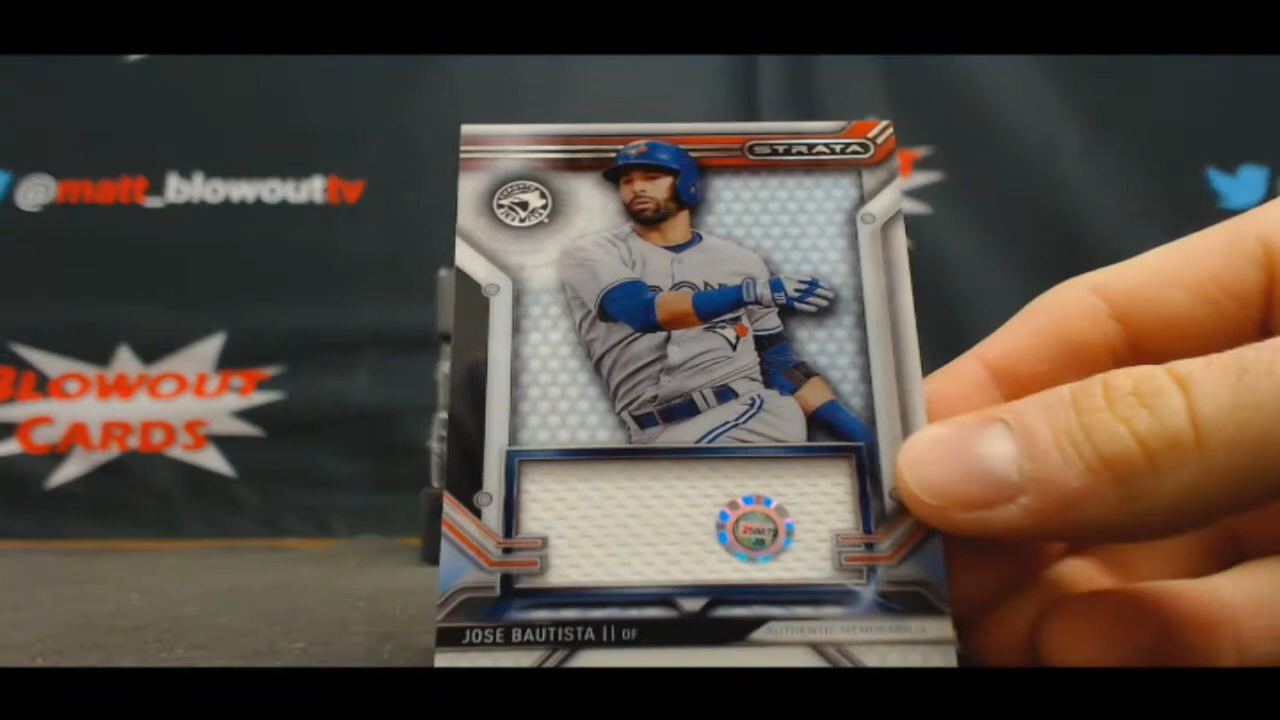 @matt_blowouttv
BLOWOUT
CARDS
STRATA
JOSE BAUTISTA || OF
AUTHENTIC MEMORABILIA